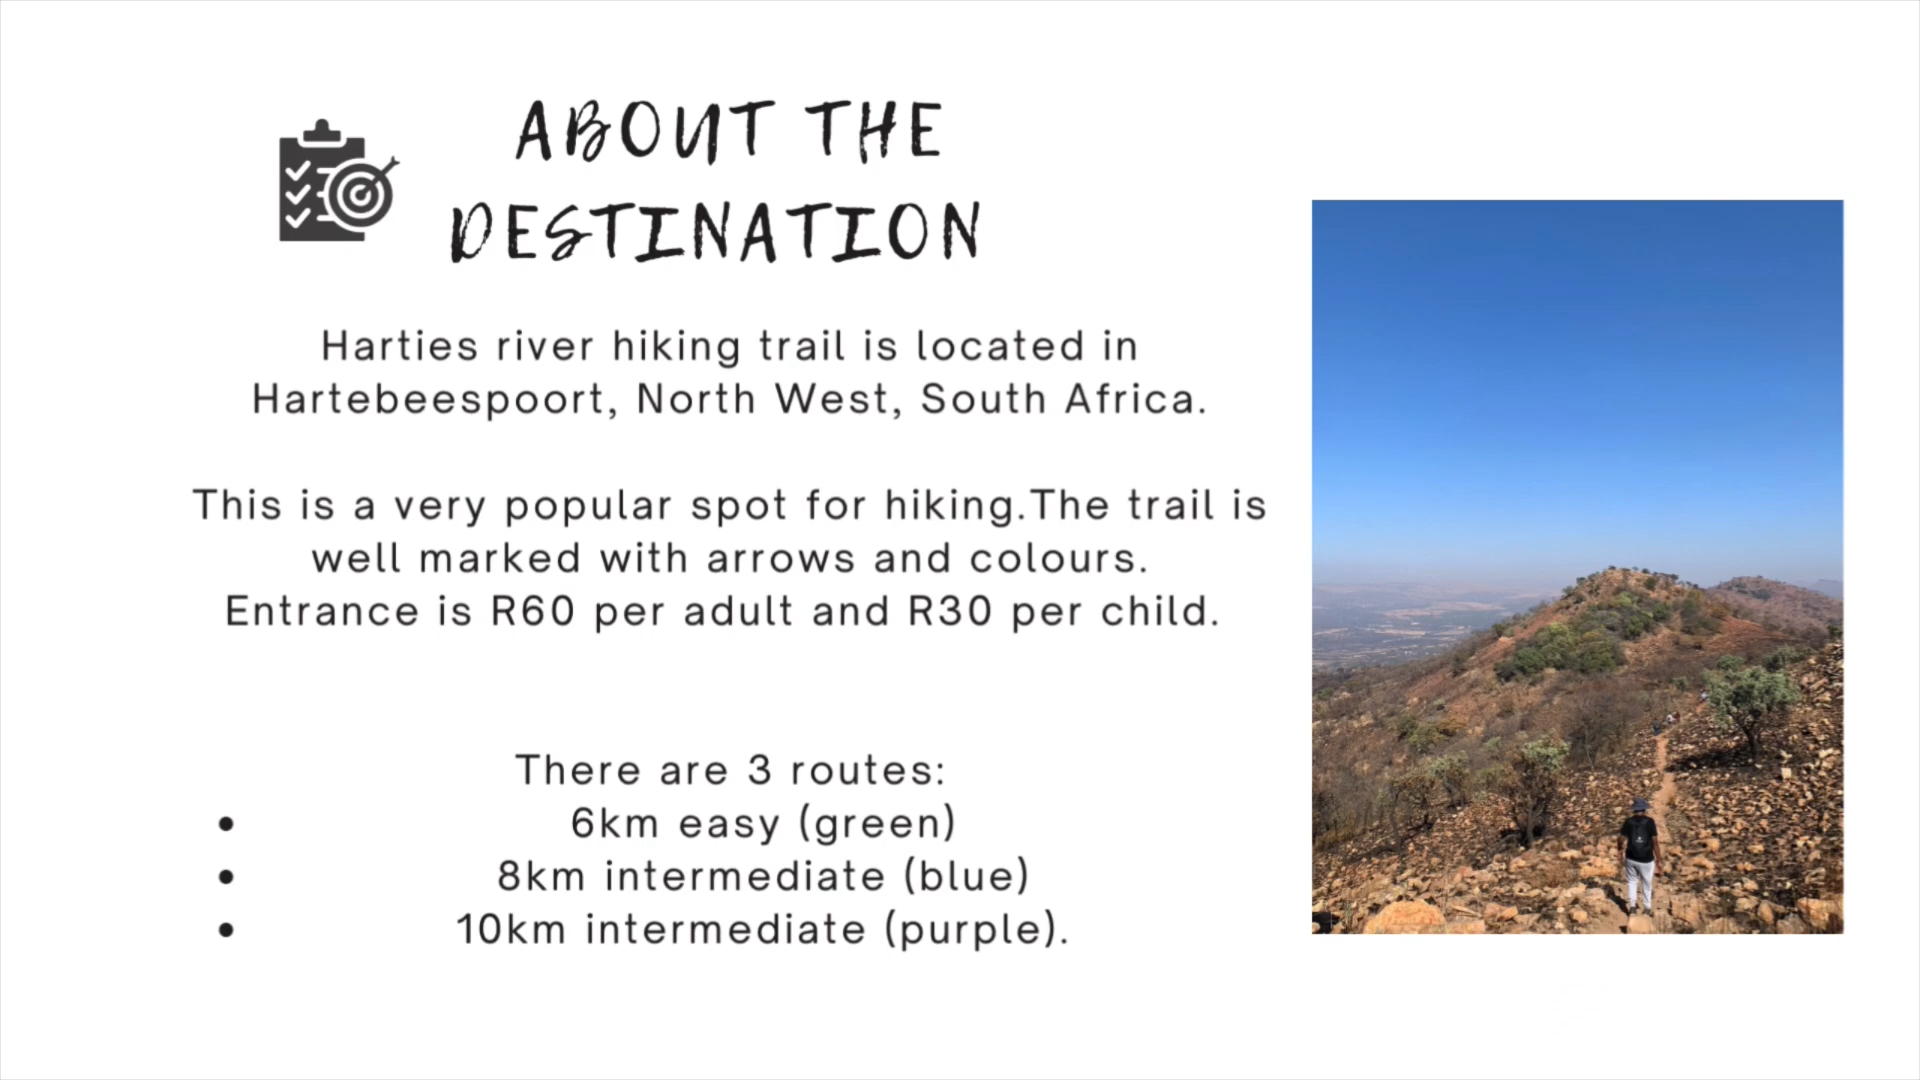 ABOUT THE
DESTINATION
Harties river hiking trail is located in
Hartebeespoort, North West, South Africa.
This is a very popular spot for hiking.The trail is
well marked with arrows and colours.
Entrance is R60 per adult and R30 per child.
There are 3 routes:
• 6km easy (green)
• 8km intermediate (blue)
• 10km intermediate (purple).